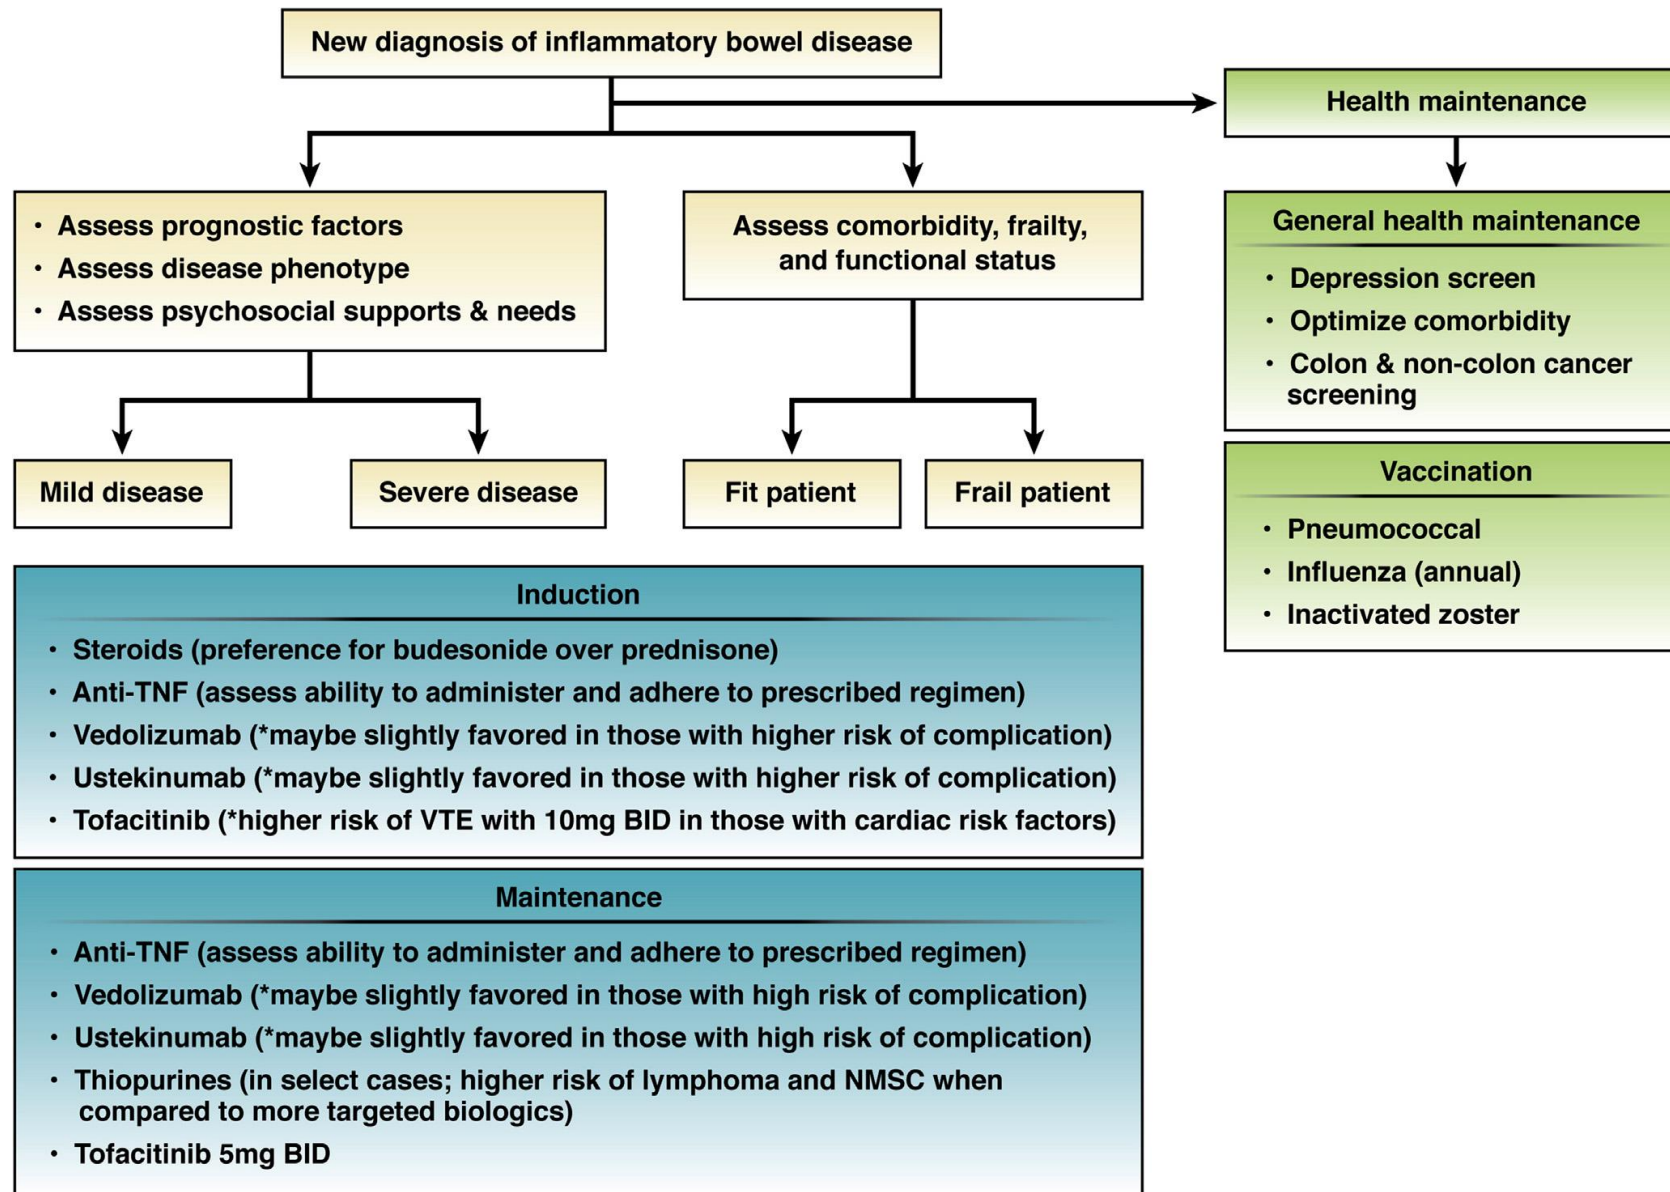 New diagnosis of inflammatory bowel disease
Health maintenance
• Assess prognostic factors
• Assess disease phenotype
• Assess psychosocial supports & needs
Assess comorbidity, frailty,
and functional status
General health maintenance
• Depression screen
• Optimize comorbidity
• Colon & non-colon cancer
screening
Mild disease
Severe disease
Fit patient
Frail patient
Vaccination
• Pneumococcal
• Influenza (annual)
• Inactivated zoster
Induction
• Steroids (preference for budesonide over prednisone)
• Anti-TNF (assess ability to administer and adhere to prescribed regimen)
• Vedolizumab (*maybe slightly favored in those with higher risk of complication)
• Ustekinumab (*maybe slightly favored in those with higher risk of complication)
• Tofacitinib (*higher risk of VTE with 10mg BID in those with cardiac risk factors)
Maintenance
• Anti-TNF (assess ability to administer and adhere to prescribed regimen)
• Vedolizumab (*maybe slightly favored in those with high risk of complication)
• Ustekinumab (*maybe slightly favored in those with high risk of complication)
• Thiopurines (in select cases; higher risk of lymphoma and NMSC when
compared to more targeted biologics)
• Tofacitinib 5mg BID